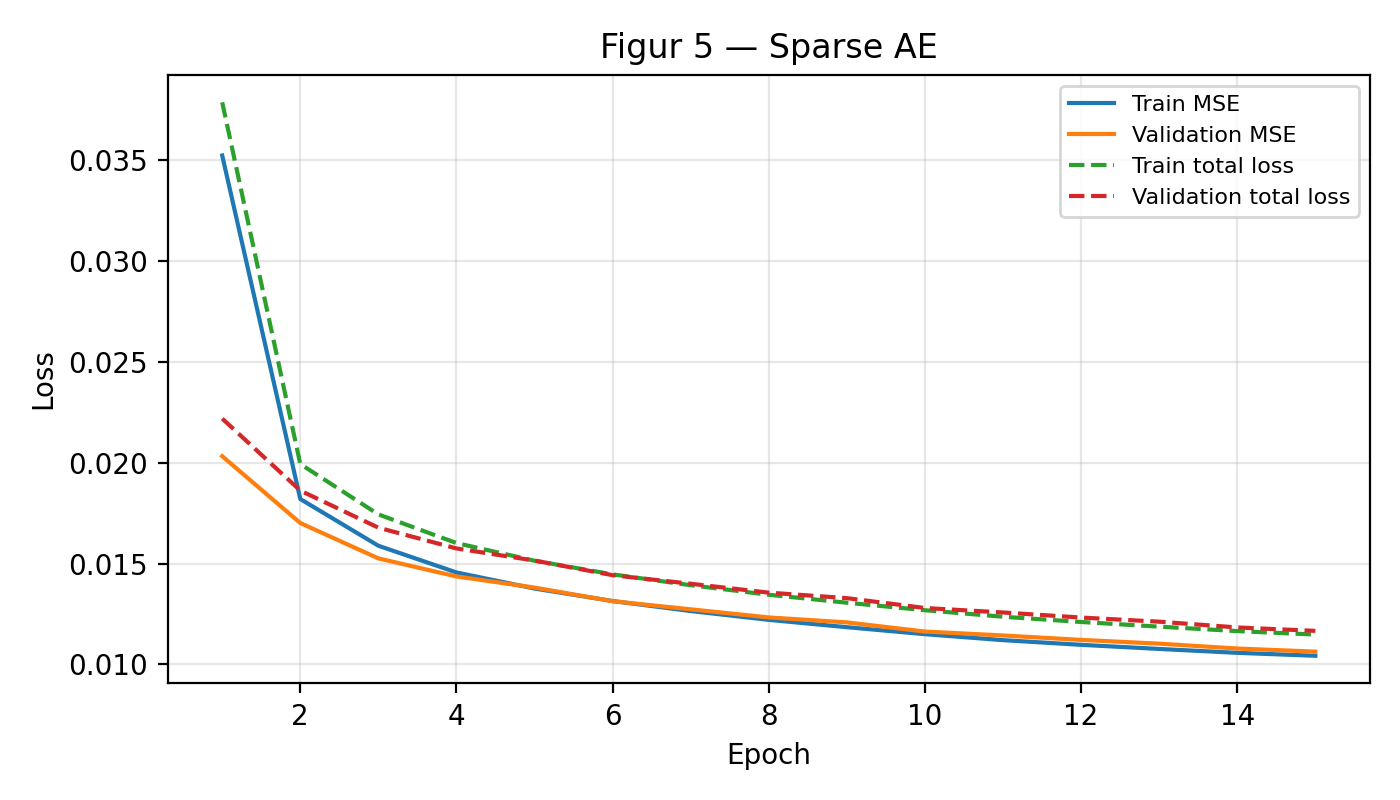 Figur 5 — Sparse AE
Train MSE
Validation MSE
Train total loss
Validation total loss
Loss
0.035
0.030
0.025
0.020
0.015
0.010
2 4 6 8 10 12 14
Epoch